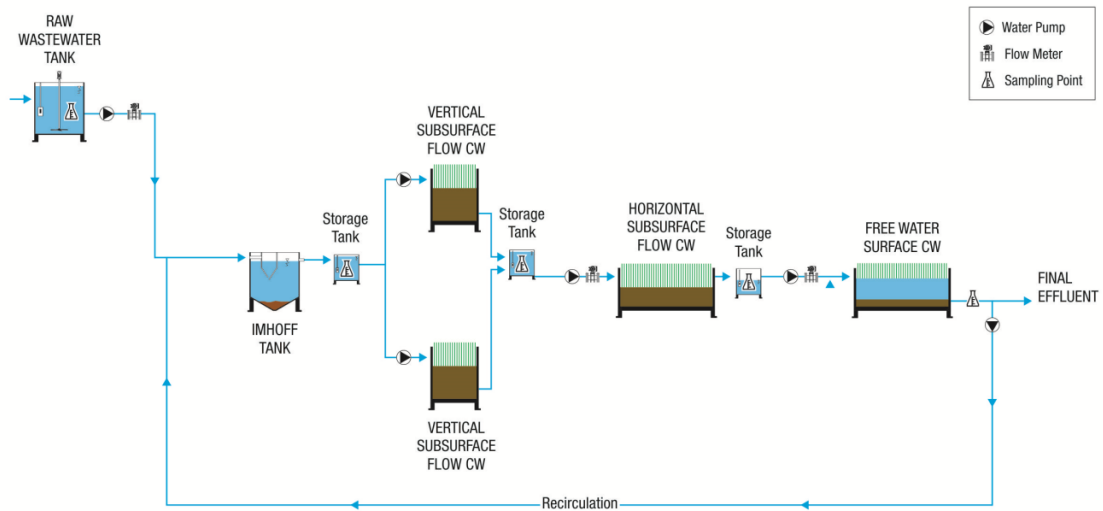 RAW
WASTEWATER
TANK
Water Pump
Flow Meter
Sampling Point
VERTICAL
SUBSURFACE
FLOW CW
Storage
Tank
Storage
Tank
HORIZONTAL
SUBSURFACE
FLOW CW
Storage
Tank
FREE WATER
SURFACE CW
FINAL
EFFLUENT
IMHOFF
TANK
VERTICAL
SUBSURFACE
FLOW CW
Recirculation